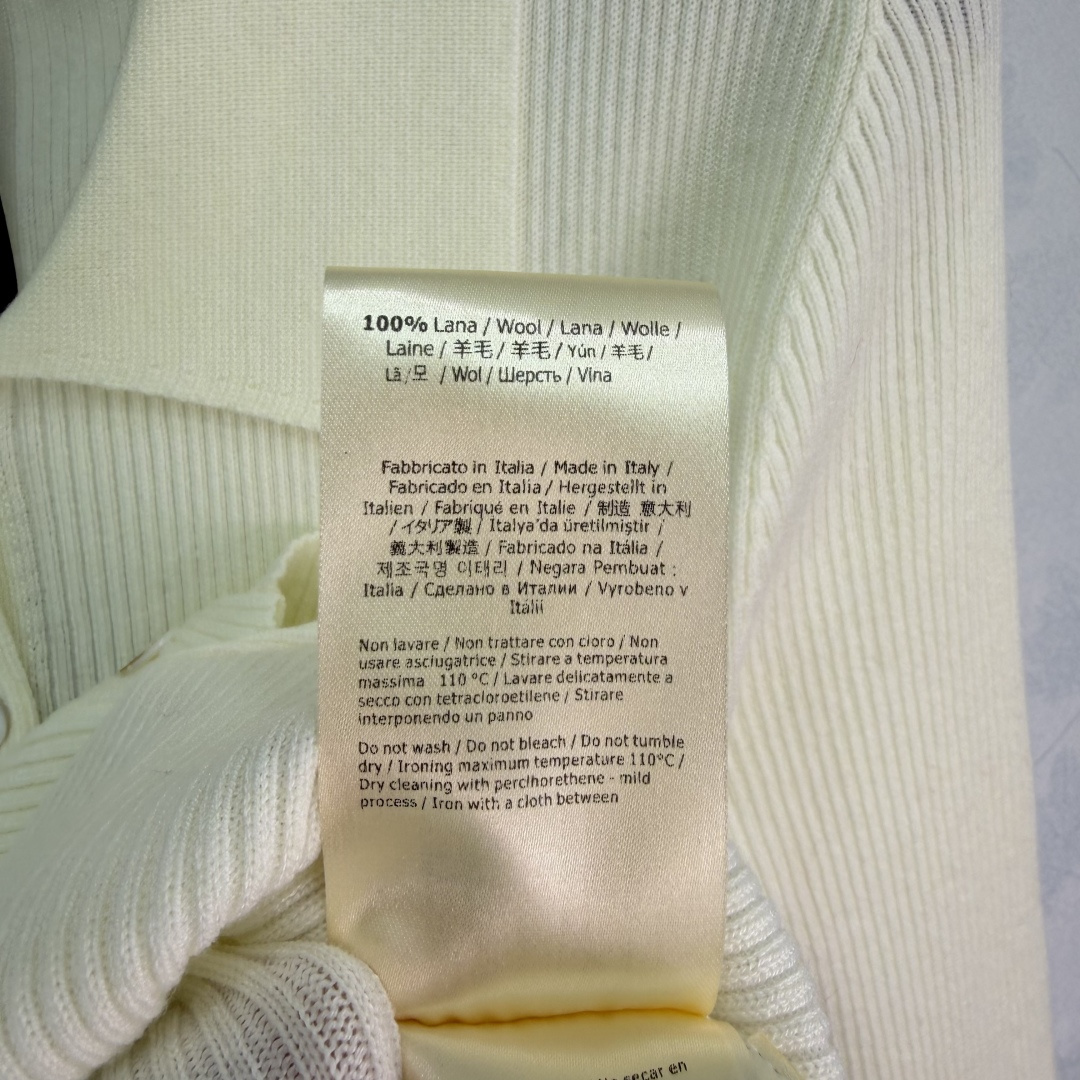 100% Lana / Wool / Lana / Wolle /
Laine / 羊毛 / 羊毛 / Yún / 羊毛 /
Lã / 모 / Wol / Шерсть / Vlna
Fabbricato in Italia / Made in Italy /
Fabricado en Italia / Hergestellt in
Italien / Fabriqué en Italie / 制造 意大利
/ イタリア製 / Italya'da üretilmiştir /
義大利製造 / Fabricado na Itália /
제조국명 이태리 / Negara Pembuat :
Italia / Сделано в Италии / Vyrobeno v
Itálii
Non lavare / Non trattare con cloro / Non
usare asciugatrice / Stirare a temperatura
massima 110 °C / Lavare delicatamente a
secco con tetracloroetilene / Stirare
interponendo un panno
Do not wash / Do not bleach / Do not tumble
dry / Ironing maximum temperature 110°C /
Dry cleaning with perclhorethene - mild
process / Iron with a cloth between
secar en